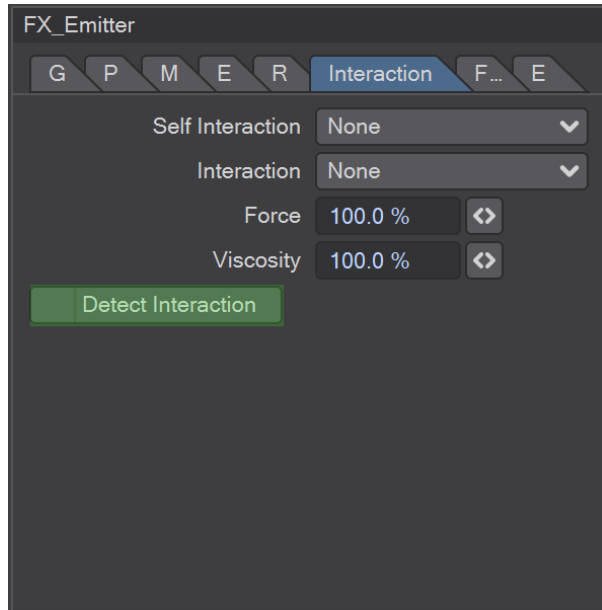 FX_Emitter
G P M E R Interaction F... E
Self Interaction None
Interaction None
Force 100.0 %
Viscosity 100.0 %
Detect Interaction